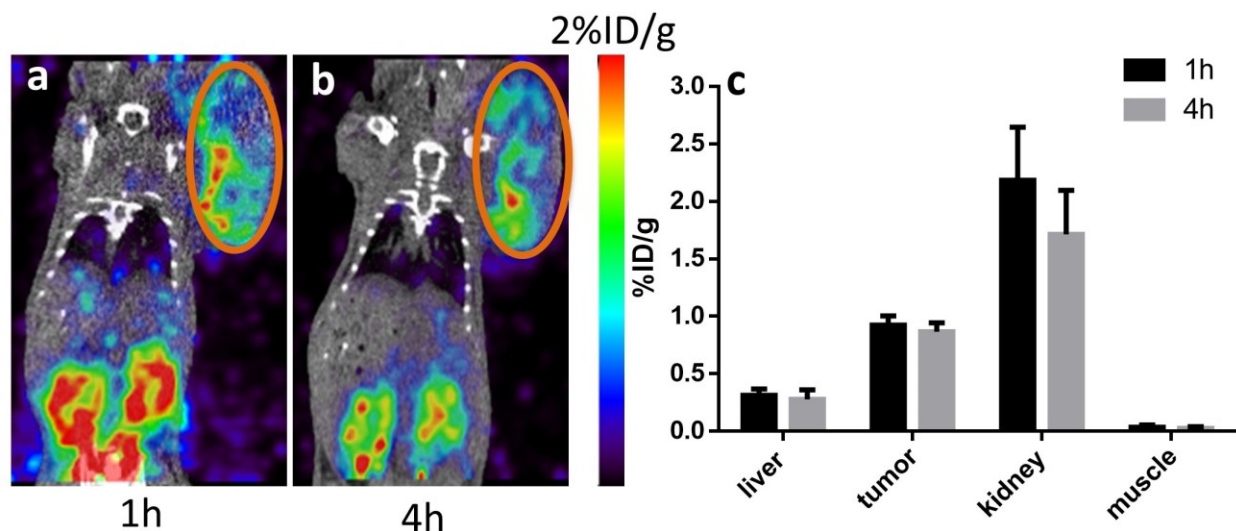 2%ID/g
a
b
1h
4h
c
1h
4h
%ID/g
3.0
2.5
2.0
1.5
1.0
0.5
0.0
liver
tumor
kidney
muscle